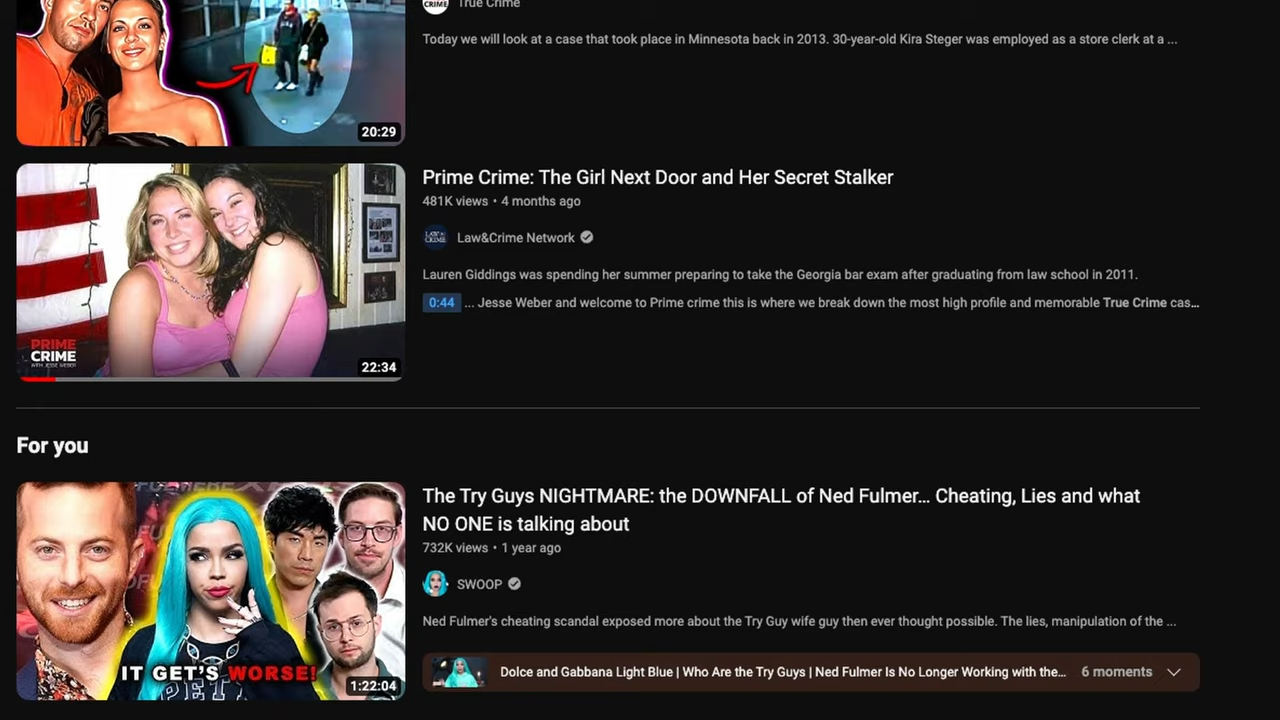 CRIME
True Crime
Today we will look at a case that took place in Minnesota back in 2013. 30-year-old Kira Steger was employed as a store clerk at a ...
20:29
Prime Crime: The Girl Next Door and Her Secret Stalker
481K views • 4 months ago
LAW&CRIME
Law&Crime Network
Lauren Giddings was spending her summer preparing to take the Georgia bar exam after graduating from law school in 2011.
0:44 ... Jesse Weber and welcome to Prime crime this is where we break down the most high profile and memorable True Crime cas...
PRIME
CRIME
WITH JESSE WEBER
22:34
For you
The Try Guys NIGHTMARE: the DOWNFALL of Ned Fulmer... Cheating, Lies and what
NO ONE is talking about
732K views • 1 year ago
SWOOP
Ned Fulmer's cheating scandal exposed more about the Try Guy wife guy then ever thought possible. The lies, manipulation of the ...
IT GET'S WORSE!
1:22:04
Dolce and Gabbana Light Blue | Who Are the Try Guys | Ned Fulmer Is No Longer Working with the... 6 moments